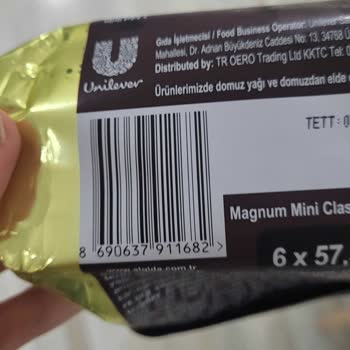 Gıda İşletmecisi / Food Business Operator: Unilever
Mahallesi, Dr. Adnan Büyükdeniz Caddesi No: 13, 34768
Distributed by: TR OERO Trading Ltd KKTC Tel:
Unilever
Ürünlerimizde domuz yağı ve domuzdan elde
TETT:
8 690637 911682 >
Magnum Mini Clas
6 x 57.